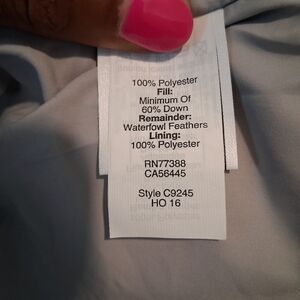 100% Polyester
Fill:
Minimum Of
60% Down
Remainder:
Waterfowl Feathers
Lining:
100% Polyester
RN77388
CA56445
Style C9245
HO 16